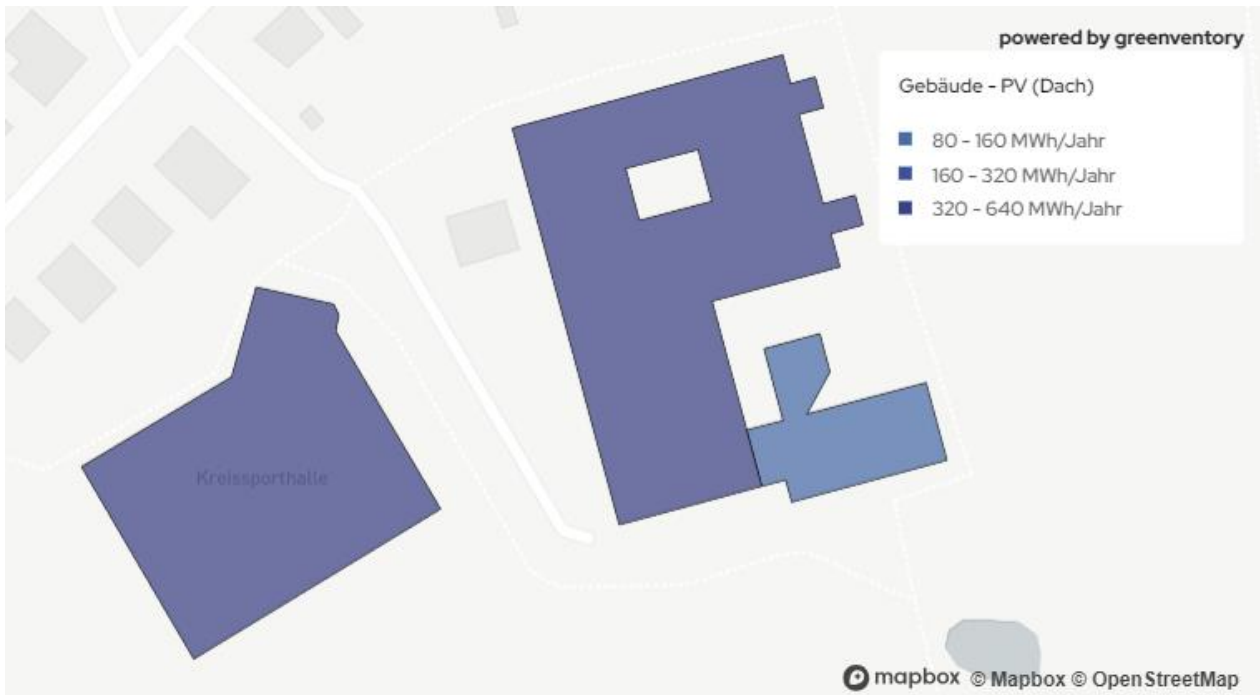 powered by greenventory
Gebäude - PV (Dach)
80 - 160 MWh/Jahr
160 - 320 MWh/Jahr
320 - 640 MWh/Jahr
Kreissporthalle
mapbox © Mapbox © OpenStreetMap